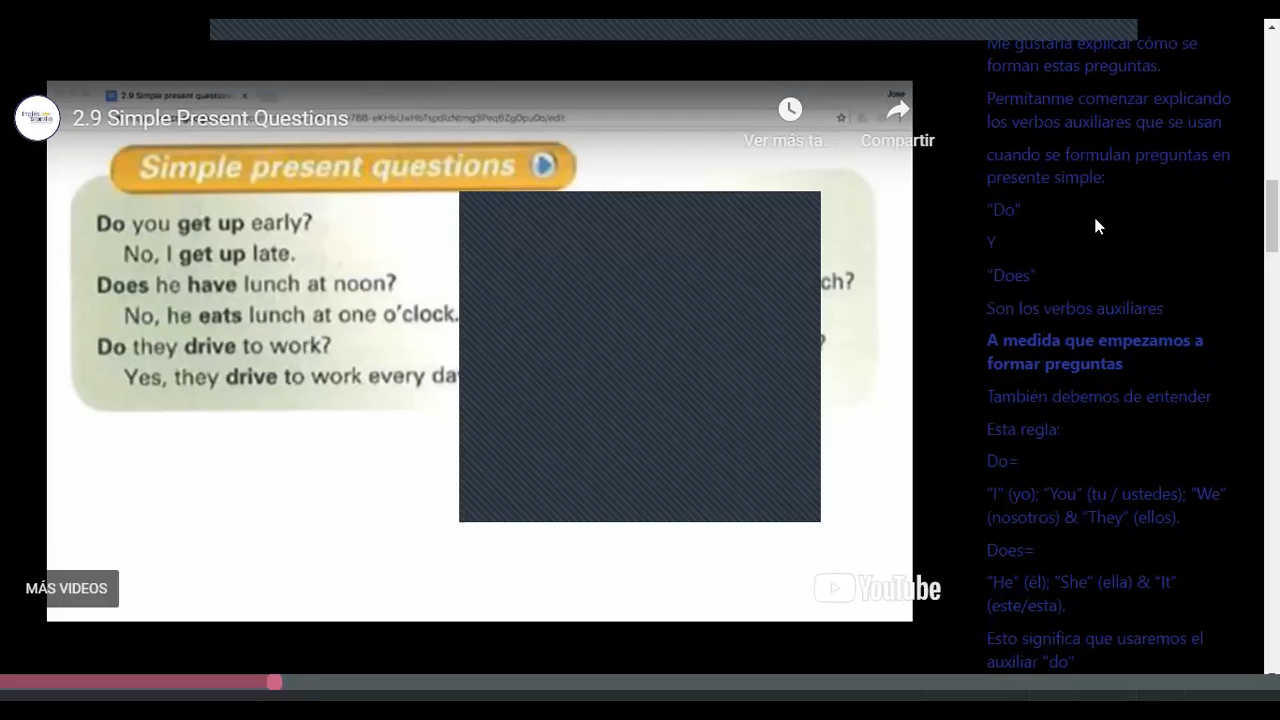 2.9 Simple Present Questions
Ver más ta...
Compartir
Simple present questions
Do you get up early?
No, I get up late.
Does he have lunch at noon?
No, he eats lunch at one o'clock.
Do they drive to work?
Yes, they drive to work every
ch?
?
MÁS VIDEOS
YouTube
Me gustaría explicar cómo se
forman estas preguntas.
Permítanme comenzar explicando
los verbos auxiliares que se usan
cuando se formulan preguntas en
presente simple:
"Do"
Y
"Does"
Son los verbos auxiliares
A medida que empezamos a
formar preguntas
También debemos de entender
Esta regla:
Do=
"I" (yo); "You" (tu / ustedes); "We"
(nosotros) & "They" (ellos).
Does=
"He" (él); "She" (ella) & "It"
(este/esta).
Esto significa que usaremos el
auxiliar "do"